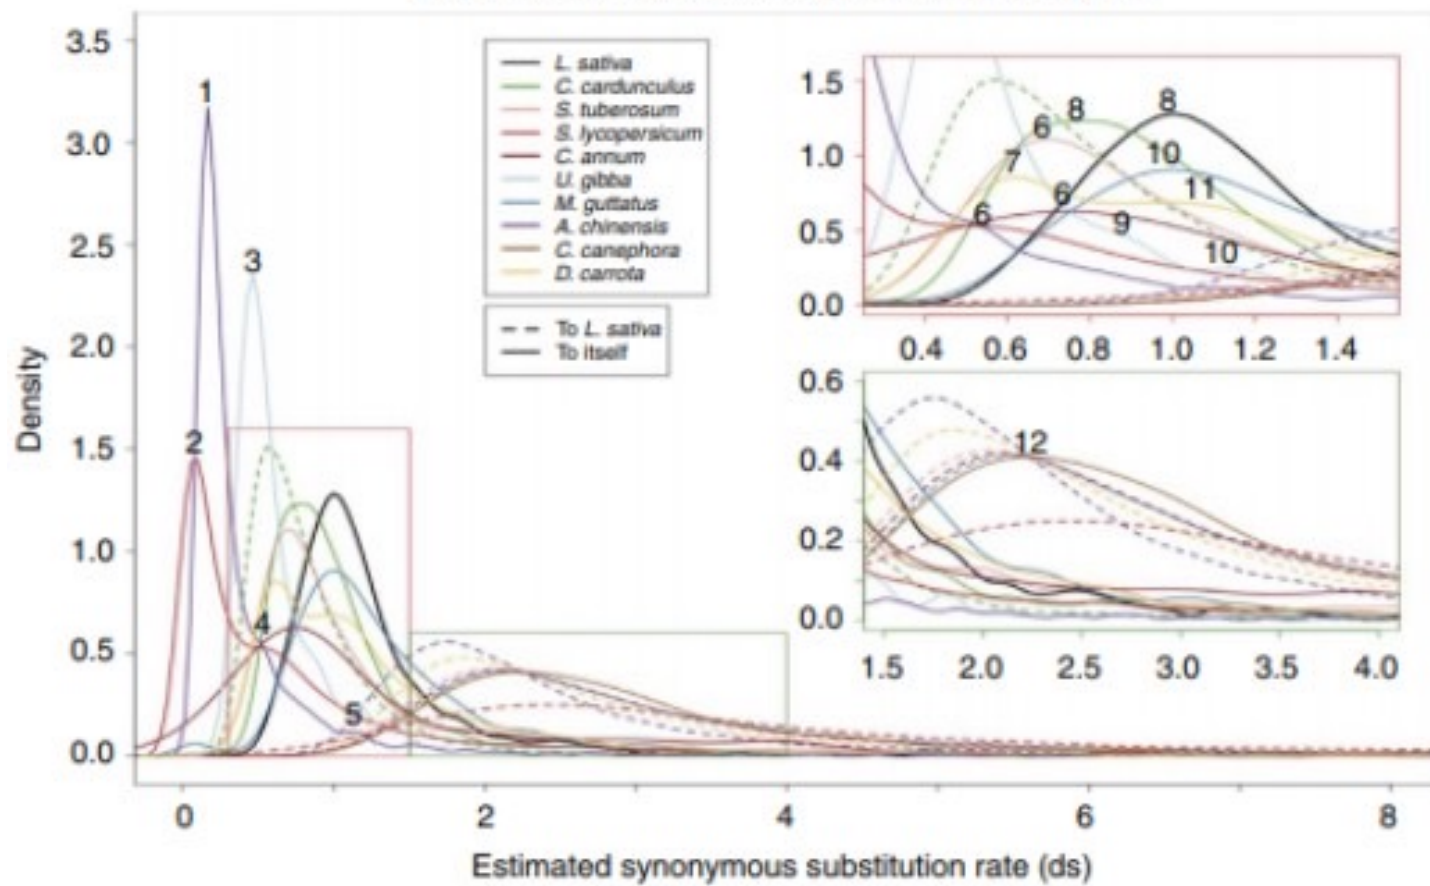 3.5
3.0
2.5
2.0
1.5
1.0
0.5
0.0
Density
0
2
4
6
8
Estimated synonymous substitution rate (ds)
1
2
3
4
5
L. sativa
C. cardunculus
S. tuberosum
S. lycopersicum
C. annum
U. gibba
M. guttatus
A. chinensis
C. canephora
D. carrota
To L. sativa
To itself
1.5
1.0
0.5
0.0
0.4 0.6 0.8 1.0 1.2 1.4
6
7
6
8
6
8
10
11
9
10
0.6
0.4
0.2
0.0
1.5 2.0 2.5 3.0 3.5 4.0
12